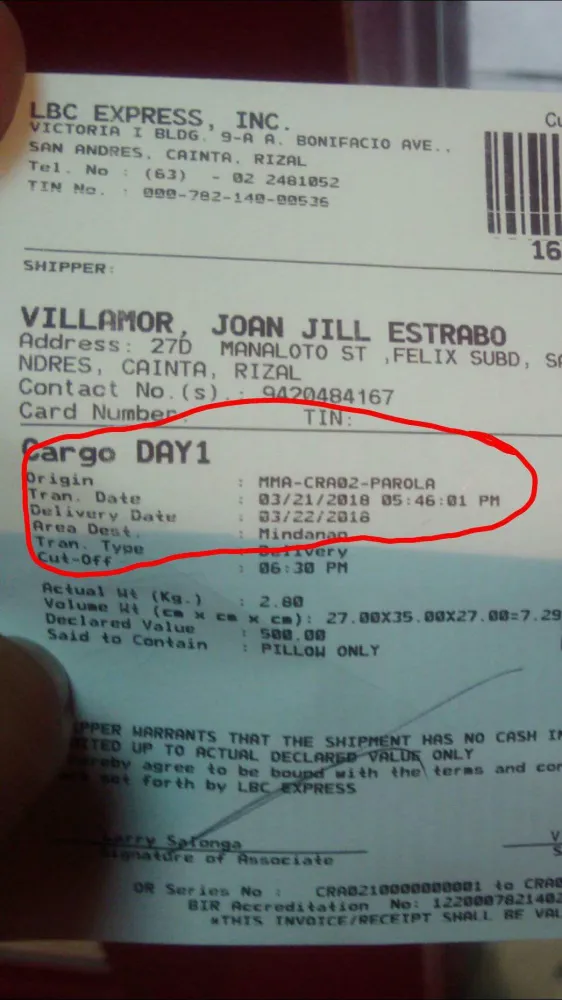 LBC EXPRESS, INC.
VICTORIA I BLDG. 9-A A. BONIFACIO AVE.,
SAN ANDRES, CAINTA, RIZAL
Tel. No : (63) - 02 2481052
TIN No. : 000-782-140-00536
Cu
16
SHIPPER:
VILLAMOR, JOAN JILL ESTRABO
Address: 27D MANALOTO ST ,FELIX SUBD, SA
NDRES, CAINTA, RIZAL
Contact No.(s).: 9420484167
Card Number: TIN:
Cargo DAY1
Origin : MMA-CRA02-PAROLA
Tran. Date : 03/21/2018 05:46:01 PM
Delivery Date : 03/22/2018
Area Dest. : Mindanao
Tran. Type : Delivery
Cut-Off : 06:30 PM
Actual Wt (Kg.) : 2.80
Volume Wt (cm x cm x cm): 27.00X35.00X27.00=7.29
Declared Value : 500.00
Said to Contain : PILLOW ONLY
PPER WARRANTS THAT THE SHIPMENT HAS NO CASH IN
ITED UP TO ACTUAL DECLARED VALUE ONLY
hereby agree to be bound with the terms and con
set forth by LBC EXPRESS
Larry Salonga
Signature of Associate
V
S
OR Series No : CRA0210000000001 to CRA0
BIR Accreditation No: 1220007821402
*THIS INVOICE/RECEIPT SHALL BE VAL